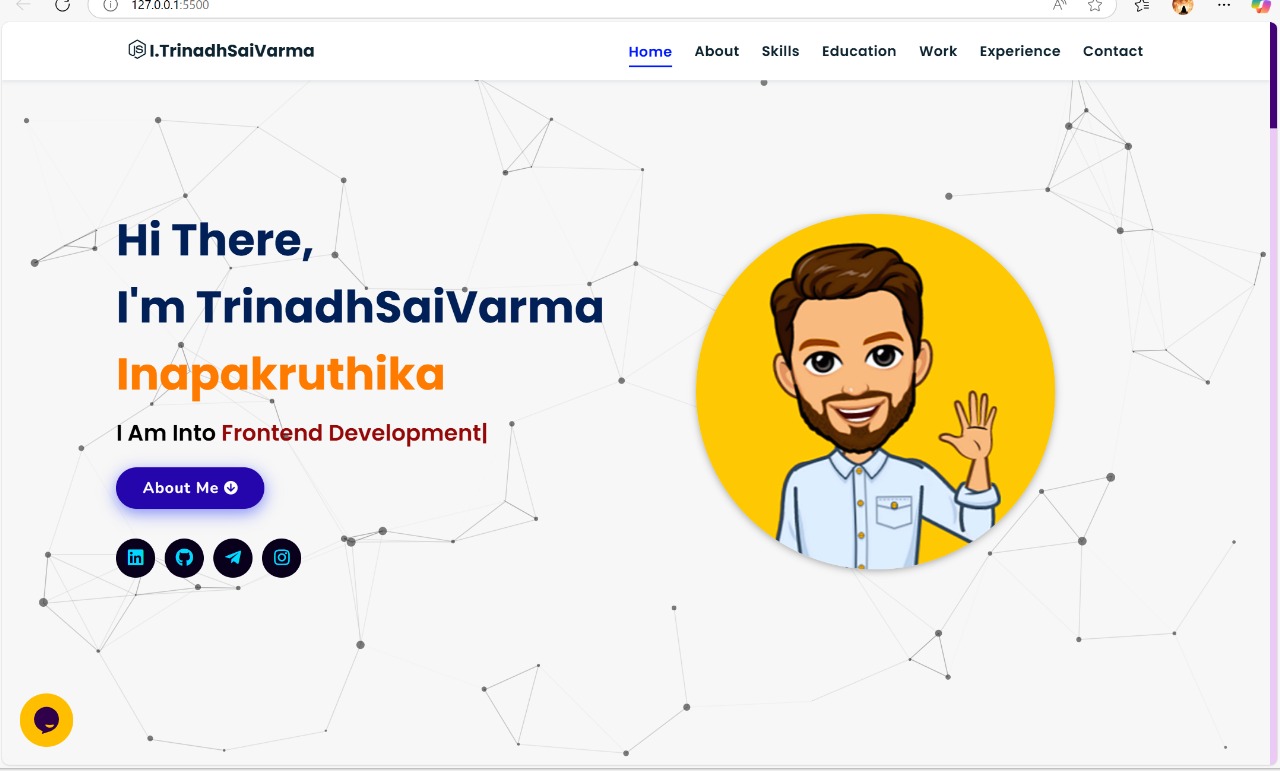 127.0.0.1:5500
I.TrinadhSaiVarma
Home About Skills Education Work Experience Contact
Hi There,
I'm TrinadhSaiVarma
Inapakruthika
I Am Into Frontend Development|
About Me